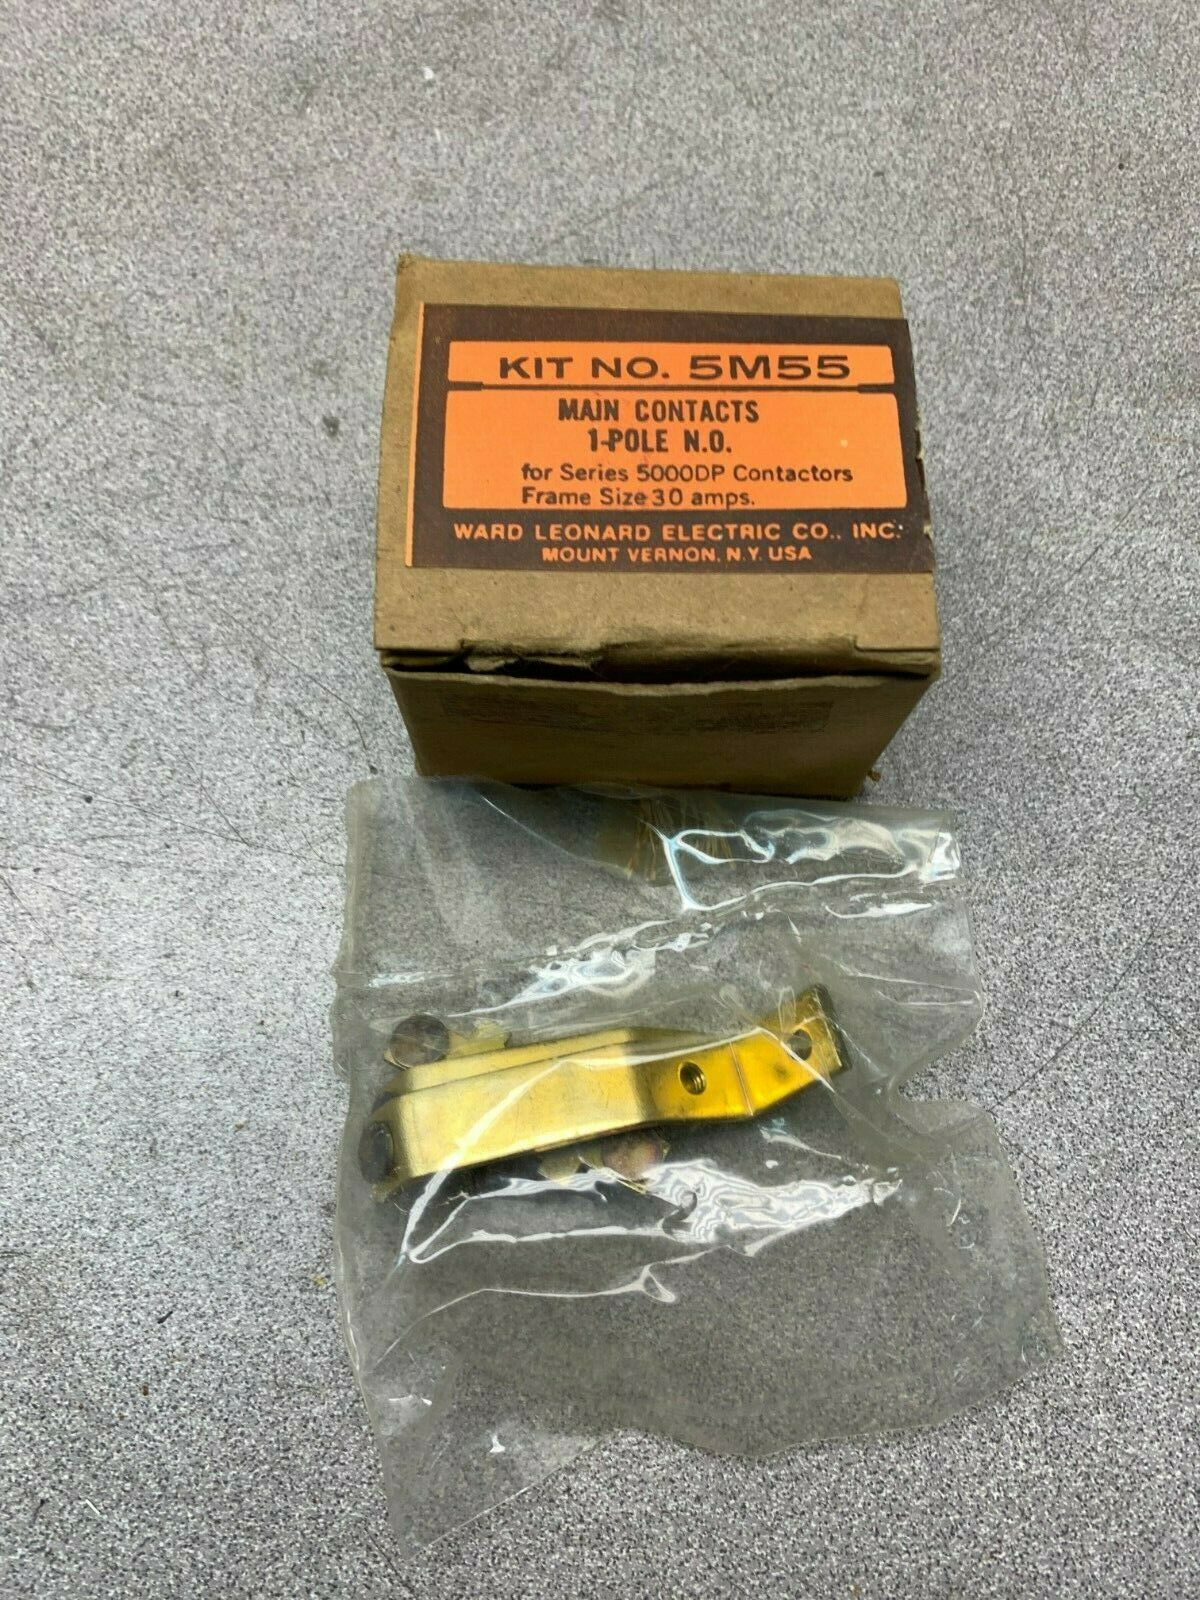 KIT NO. 5M55
MAIN CONTACTS
1-POLE N.O.
for Series 5000DP Contactors
Frame Size-30 amps.
WARD LEONARD ELECTRIC CO., INC.
MOUNT VERNON, N.Y. USA